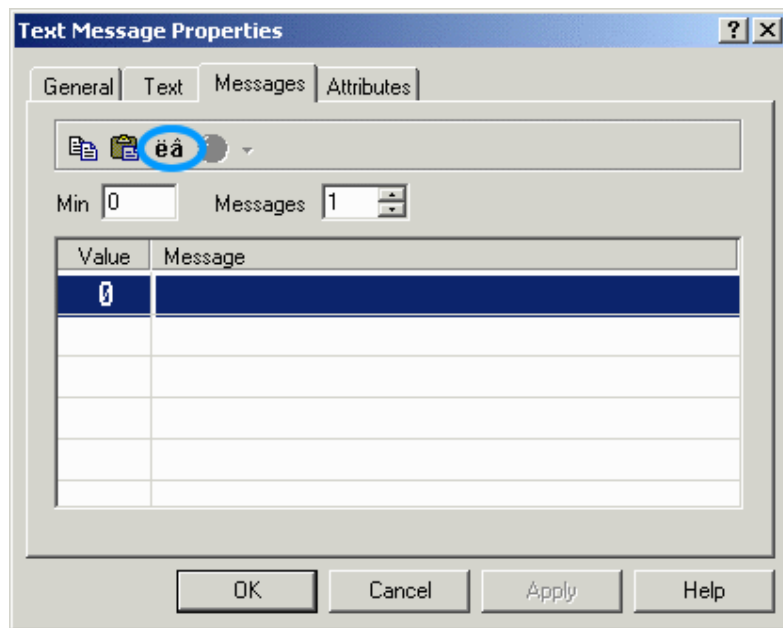 Text Message Properties ? X
General Text Messages Attributes
ëâ
Min 0 Messages 1
Value Message
0
OK Cancel Apply Help